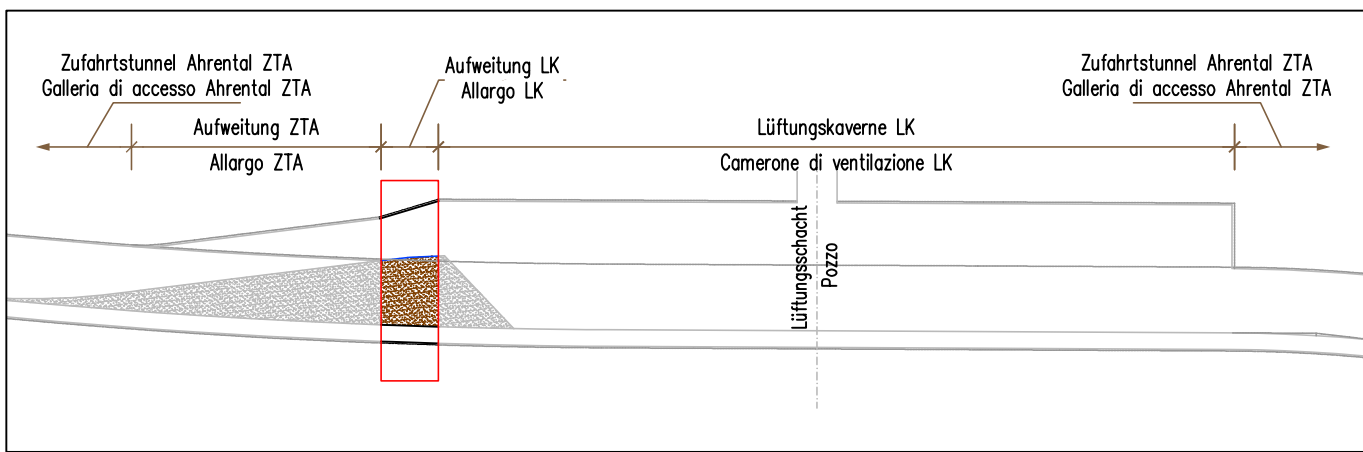 Zufahrtstunnel Ahrental ZTA
Galleria di accesso Ahrental ZTA
Aufweitung LK
Allargo LK
Zufahrtstunnel Ahrental ZTA
Galleria di accesso Ahrental ZTA
Aufweitung ZTA
Allargo ZTA
Lüftungskaverne LK
Camerone di ventilazione LK
Lüftungsschacht
Pozzo